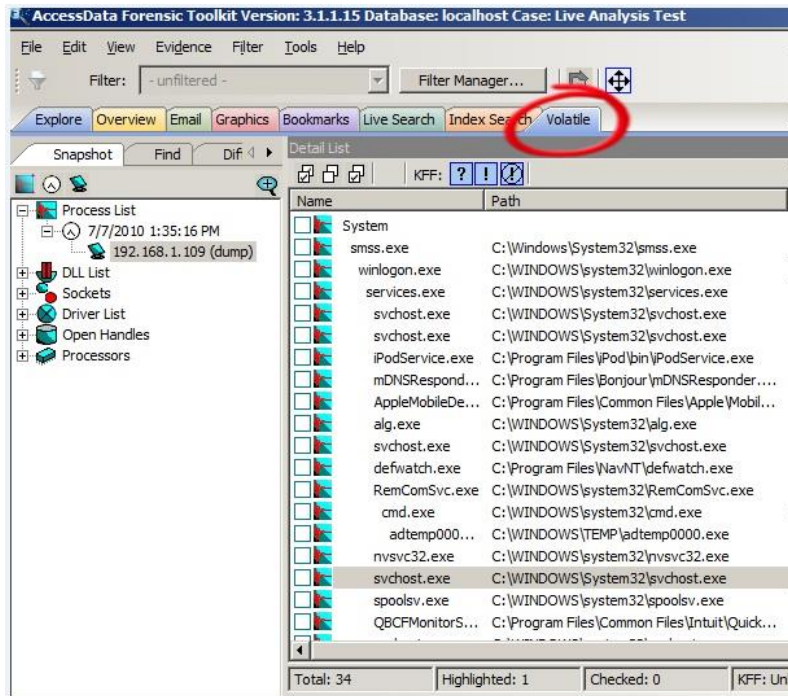 AccessData Forensic Toolkit Version: 3.1.1.15 Database: localhost Case: Live Analysis Test
File Edit View Evidence Filter Tools Help
Filter: - unfiltered - Filter Manager...
Explore Overview Email Graphics Bookmarks Live Search Index Search Volatile
Snapshot Find Dif
Detail List
KFF: ? ! !
Name Path
Process List
7/7/2010 1:35:16 PM
192.168.1.109 (dump)
DLL List
Sockets
Driver List
Open Handles
Processors
System
smss.exe C:\Windows\System32\smss.exe
winlogon.exe C:\WINDOWS\system32\winlogon.exe
services.exe C:\WINDOWS\system32\services.exe
svchost.exe C:\WINDOWS\system32\svchost.exe
svchost.exe C:\WINDOWS\system32\svchost.exe
iPodService.exe C:\Program Files\iPod\bin\iPodService.exe
mDNSRespond... C:\Program Files\Bonjour\mDNSResponder....
AppleMobileDe... C:\Program Files\Common Files\Apple\Mobil...
alg.exe C:\WINDOWS\System32\alg.exe
svchost.exe C:\WINDOWS\system32\svchost.exe
defwatch.exe C:\Program Files\NavNT\defwatch.exe
RemComSvc.exe C:\WINDOWS\system32\RemComSvc.exe
cmd.exe C:\WINDOWS\system32\cmd.exe
adtemp000... C:\WINDOWS\TEMP\adtemp0000.exe
nvsvc32.exe C:\WINDOWS\system32\nvsvc32.exe
svchost.exe C:\WINDOWS\System32\svchost.exe
spoolsv.exe C:\WINDOWS\system32\spoolsv.exe
QBCFMonitorS... C:\Program Files\Common Files\Intuit\Quick...
Total: 34 Highlighted: 1 Checked: 0 KFF: Un